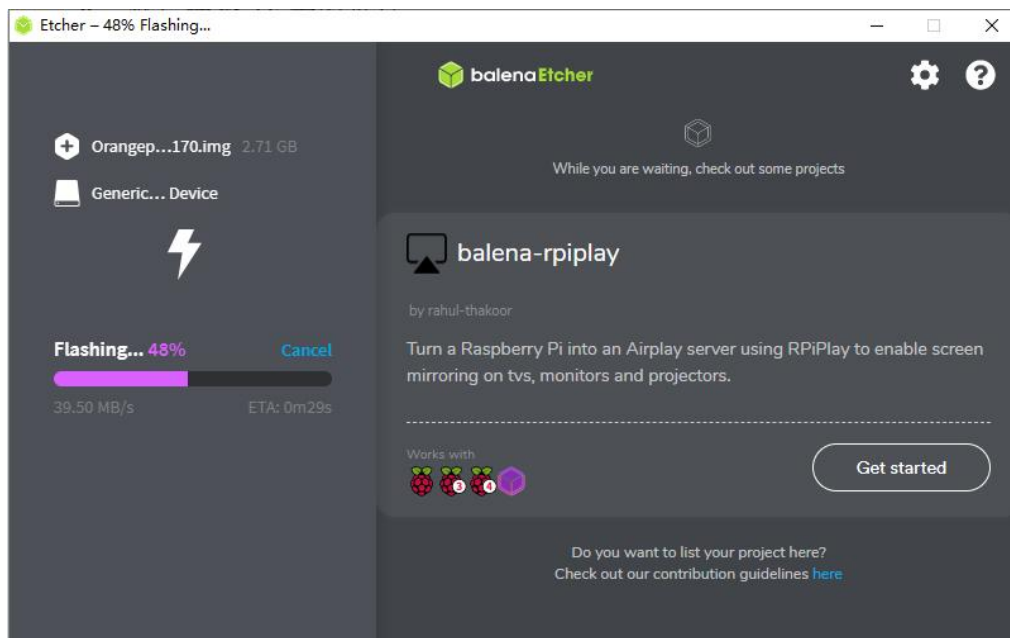 Etcher – 48% Flashing...
balenaEtcher
Orangep...170.img 2.71 GB
Generic... Device
Flashing... 48% Cancel
39.50 MB/s ETA: 0m29s
While you are waiting, check out some projects
balena-rpiplay
by rahul-thakoor
Turn a Raspberry Pi into an Airplay server using RPiPlay to enable screen
mirroring on tvs, monitors and projectors.
Works with
3 4
Get started
Do you want to list your project here?
Check out our contribution guidelines here